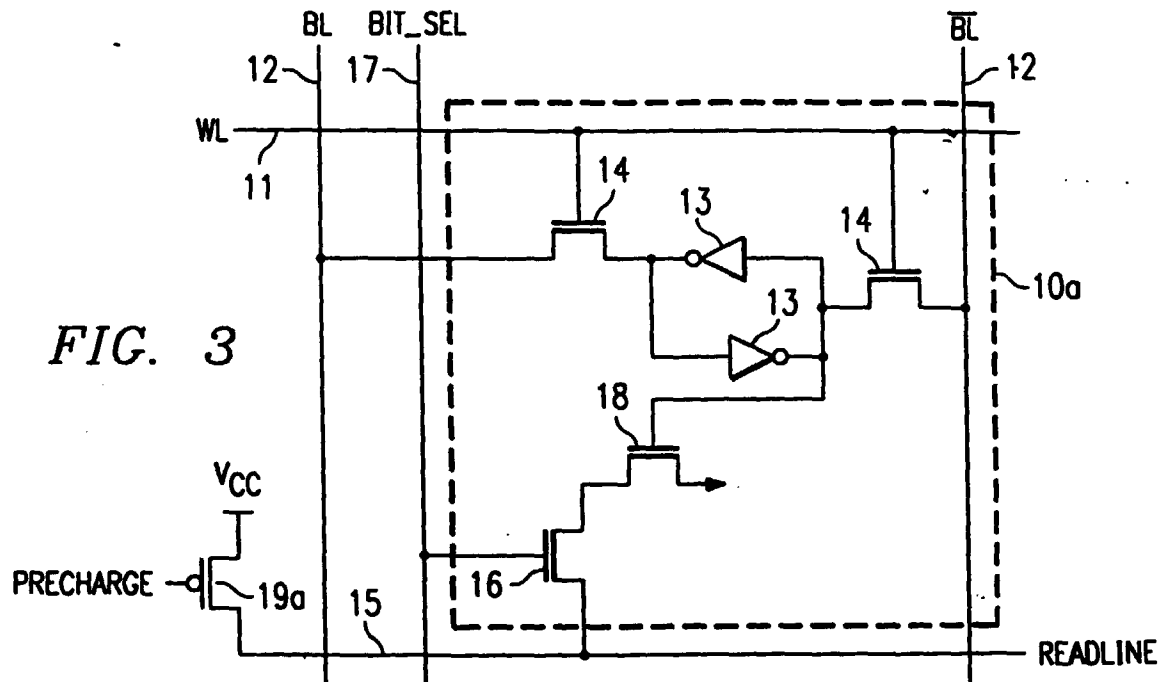 BL BIT_SEL B̅L̅
12 17 12
WL
11
14 13 14
10a
13
FIG. 3
18
VCC
16
PRECHARGE 19a 15
READLINE